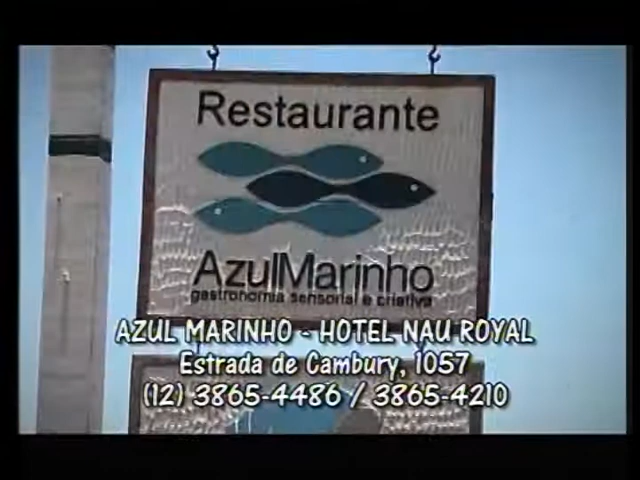 Restaurante
AzulMarinho
gastronomia sensorial e criativa
AZUL MARINHO - HOTEL NAU ROYAL
Estrada de Cambury, 1057
(12) 3865-4486 / 3865-4210